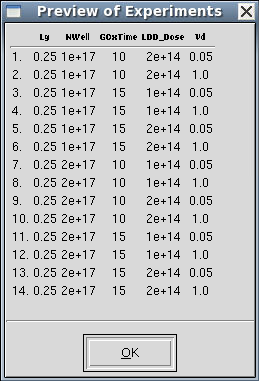 Preview of Experiments
Lg NWell GOxTime LDD_Dose Vd
1. 0.25 1e+17 10 2e+14 0.05
2. 0.25 1e+17 10 2e+14 1.0
3. 0.25 1e+17 15 1e+14 0.05
4. 0.25 1e+17 15 1e+14 1.0
5. 0.25 1e+17 15 2e+14 0.05
6. 0.25 1e+17 15 2e+14 1.0
7. 0.25 2e+17 10 1e+14 0.05
8. 0.25 2e+17 10 1e+14 1.0
9. 0.25 2e+17 10 2e+14 0.05
10. 0.25 2e+17 10 2e+14 1.0
11. 0.25 2e+17 15 1e+14 0.05
12. 0.25 2e+17 15 1e+14 1.0
13. 0.25 2e+17 15 2e+14 0.05
14. 0.25 2e+17 15 2e+14 1.0
OK